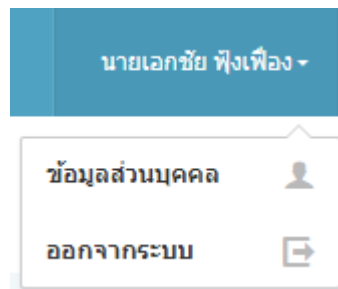 นายเอกชัย ฟุ้งเฟื่อง
ข้อมูลส่วนบุคคล
ออกจากระบบ